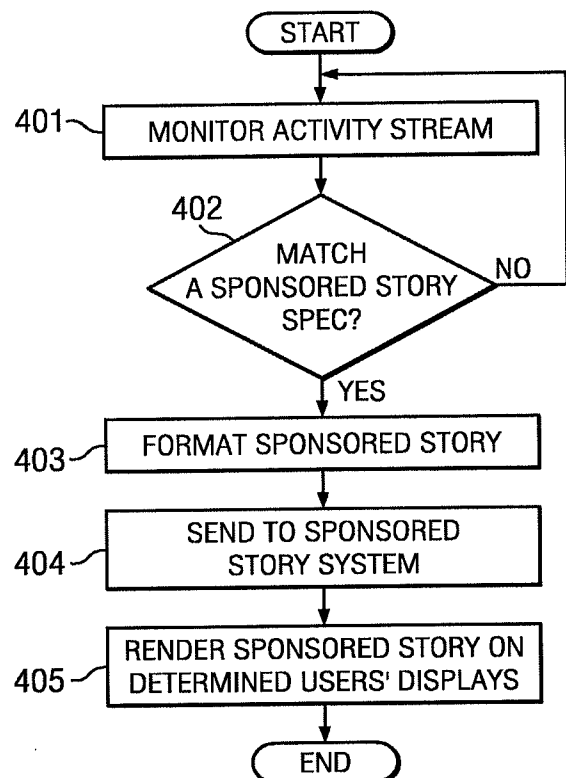 START
401
MONITOR ACTIVITY STREAM
402
MATCH
A SPONSORED STORY
SPEC?
NO
YES
403
FORMAT SPONSORED STORY
404
SEND TO SPONSORED
STORY SYSTEM
405
RENDER SPONSORED STORY ON
DETERMINED USERS' DISPLAYS
END